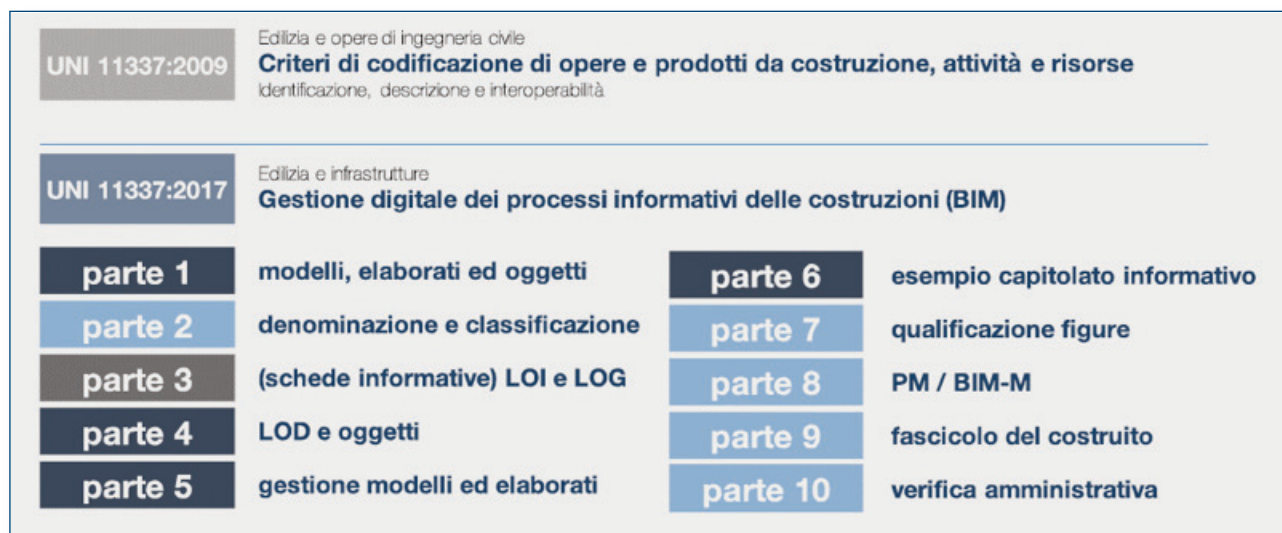 UNI 11337:2009
Edilizia e opere di ingegneria civile
Criteri di codificazione di opere e prodotti da costruzione, attività e risorse
Identificazione, descrizione e interoperabilità
UNI 11337:2017
Edilizia e infrastrutture
Gestione digitale dei processi informativi delle costruzioni (BIM)
parte 1 modelli, elaborati ed oggetti
parte 2 denominazione e classificazione
parte 3 (schede informative) LOI e LOG
parte 4 LOD e oggetti
parte 5 gestione modelli ed elaborati
parte 6 esempio capitolato informativo
parte 7 qualificazione figure
parte 8 PM / BIM-M
parte 9 fascicolo del costruito
parte 10 verifica amministrativa